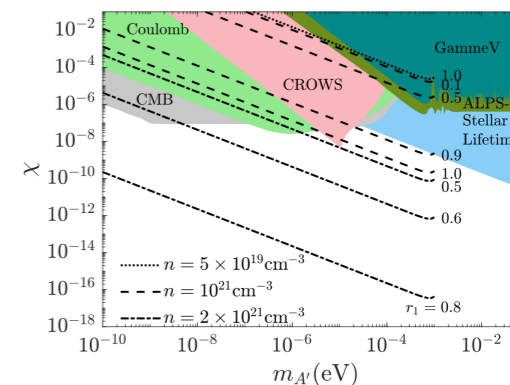 10^−2
10^−4
10^−6
10^−8
10^−10
10^−12
10^−14
10^−16
10^−18
χ
Coulomb
CMB
CROWS
GammeV
ALPS-
Stellar
Lifetim
1.0
0.1
0.5
0.9
1.0
0.5
0.6
r_1 = 0.8
n = 5 × 10^19 cm^−3
n = 10^21 cm^−3
n = 2 × 10^21 cm^−3
10^−10
10^−8
10^−6
10^−4
10^−2
m_A′ (eV)